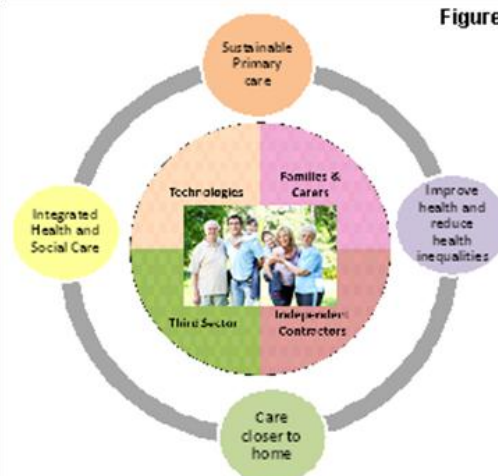 Figure
Sustainable
Primary
care
Technologies
Families &
Carers
Integrated
Health and
Social Care
Improve
health and
reduce
health
inequalities
Third Sector
Independent
Contractors
Care
closer to
home